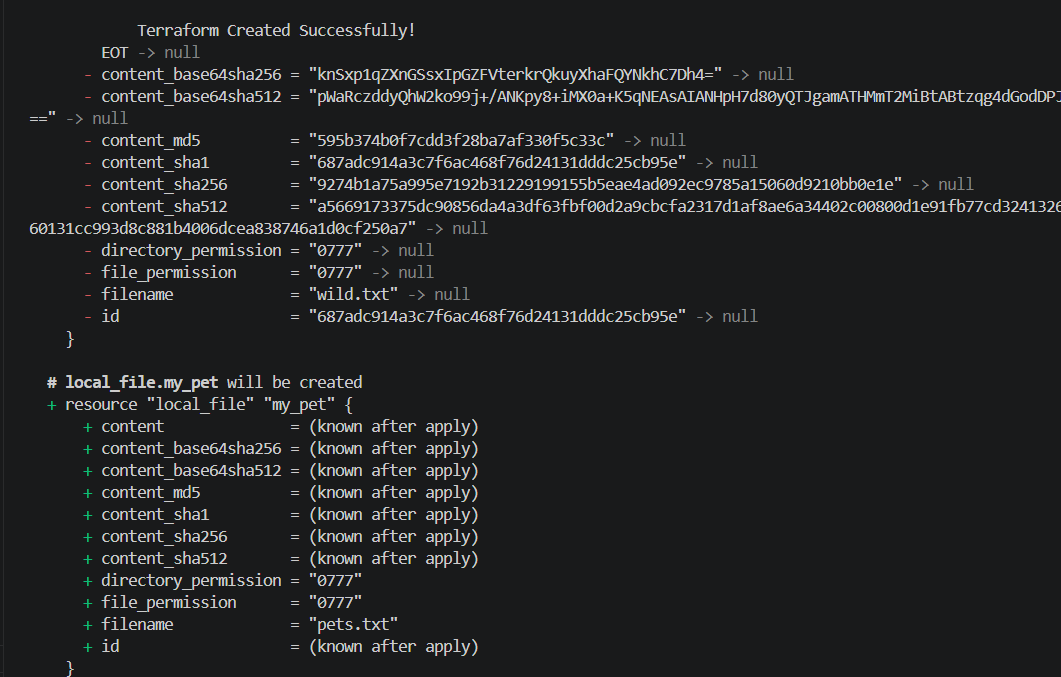 Terraform Created Successfully!
EOT -> null
- content_base64sha256 = "knSxp1qZXnGSsxIpGZFVterkrQkuyXhaFQYNkhC7Dh4=" -> null
- content_base64sha512 = "pWaRczddyQhW2ko99j+/ANKpy8+iMX0a+K5qNEAsAIANHpH7d80yQTJgamATHMmT2MiBtABtzqg4dGodDPJ
==" -> null
- content_md5 = "595b374b0f7cdd3f28ba7af330f5c33c" -> null
- content_sha1 = "687adc914a3c7f6ac468f76d24131dddc25cb95e" -> null
- content_sha256 = "9274b1a75a995e7192b31229199155b5eae4ad092ec9785a15060d9210bb0e1e" -> null
- content_sha512 = "a5669173375dc90856da4a3df63fbf00d2a9cbcfa2317d1af8ae6a34402c00800d1e91fb77cd3241326
60131cc993d8c881b4006dcea838746a1d0cf250a7" -> null
- directory_permission = "0777" -> null
- file_permission = "0777" -> null
- filename = "wild.txt" -> null
- id = "687adc914a3c7f6ac468f76d24131dddc25cb95e" -> null
}
# local_file.my_pet will be created
+ resource "local_file" "my_pet" {
+ content = (known after apply)
+ content_base64sha256 = (known after apply)
+ content_base64sha512 = (known after apply)
+ content_md5 = (known after apply)
+ content_sha1 = (known after apply)
+ content_sha256 = (known after apply)
+ content_sha512 = (known after apply)
+ directory_permission = "0777"
+ file_permission = "0777"
+ filename = "pets.txt"
+ id = (known after apply)
}